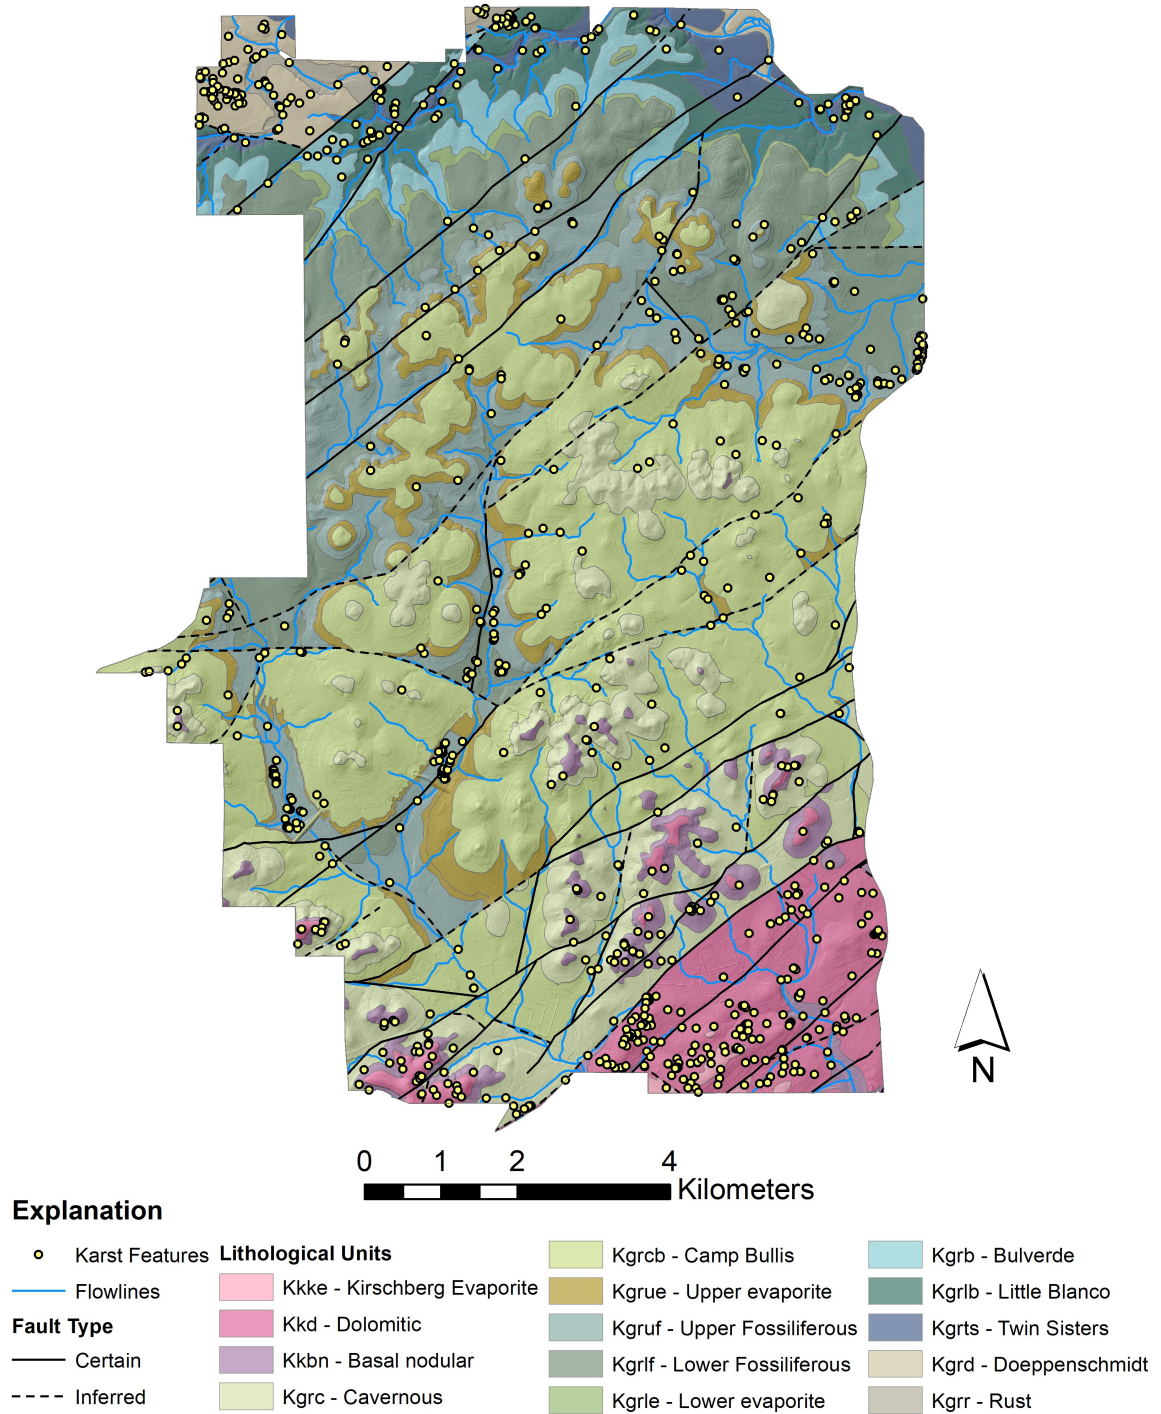 N
0 1 2 4
Kilometers
Explanation
Karst Features
Flowlines
Fault Type
Certain
Inferred
Lithological Units
Kkke - Kirschberg Evaporite
Kkd - Dolomitic
Kkbn - Basal nodular
Kgrc - Cavernous
Kgrcb - Camp Bullis
Kgrue - Upper evaporite
Kgruf - Upper Fossiliferous
Kgrlf - Lower Fossiliferous
Kgrle - Lower evaporite
Kgrb - Bulverde
Kgrlb - Little Blanco
Kgrts - Twin Sisters
Kgrd - Doeppenschmidt
Kgrr - Rust